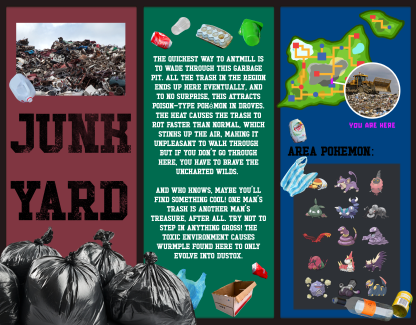 JUNK
YARD
THE QUICKEST WAY TO ANTMILL IS
TO WADE THROUGH THIS GARBAGE
PIT. ALL THE TRASH IN THE REGION
ENDS UP HERE EVENTUALLY, AND
TO NO SURPRISE, THIS ATTRACTS
POISON-TYPE POKéMON IN DROVES.
THE HEAT CAUSES THE TRASH TO
ROT FASTER THAN NORMAL, WHICH
STINKS UP THE AIR, MAKING IT
UNPLEASANT TO WALK THROUGH
BUT IF YOU DON'T GO THROUGH
HERE, YOU HAVE TO BRAVE THE
UNCHARTED WILDS.
AND WHO KNOWS, MAYBE YOU'LL
FIND SOMETHING COOL! ONE MAN'S
TRASH IS ANOTHER MAN'S
TREASURE, AFTER ALL. TRY NOT TO
STEP IN ANYTHING GROSS! THE
TOXIC ENVIRONMENT CAUSES
WURMPLE FOUND HERE TO ONLY
EVOLVE INTO DUSTOX.
YOU ARE HERE
AREA POKEMON: